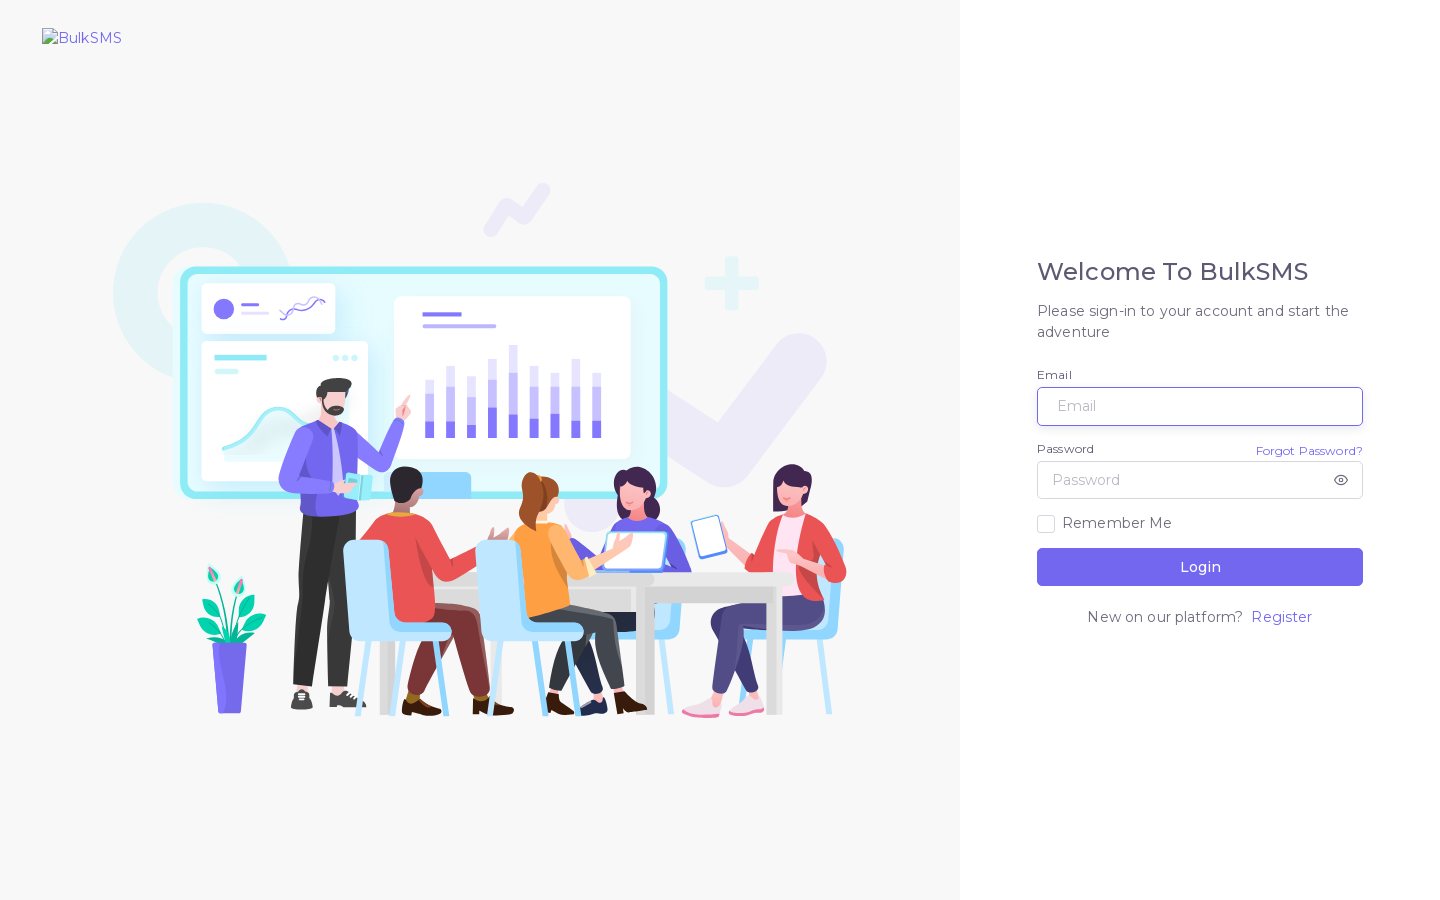 BulkSMS
Welcome To BulkSMS
Please sign-in to your account and start the
adventure
Email
Email
Password
Forgot Password?
Password
Remember Me
Login
New on our platform? Register